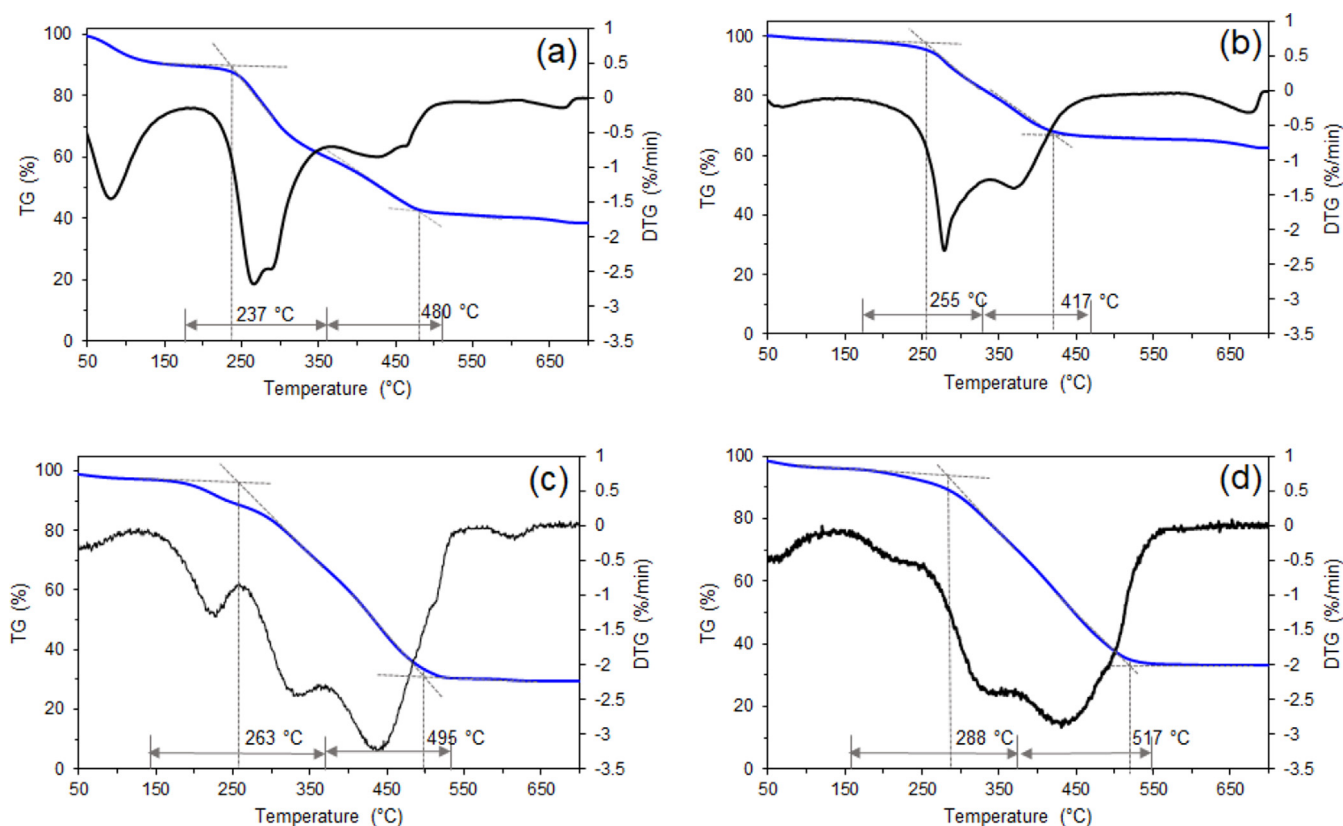 (a)
TG (%)
100
80
60
40
20
0
1
0.5
0
-0.5
-1
-1.5
-2
-2.5
-3
-3.5
DTG (%/min)
237 °C
480 °C
50 150 250 350 450 550 650
Temperature (°C)
(b)
TG (%)
100
80
60
40
20
0
1
0.5
0
-0.5
-1
-1.5
-2
-2.5
-3
-3.5
DTG (%/min)
255 °C
417 °C
50 150 250 350 450 550 650
Temperature (°C)
(c)
TG (%)
100
80
60
40
20
0
1
0.5
0
-0.5
-1
-1.5
-2
-2.5
-3
-3.5
DTG (%/min)
263 °C
495 °C
50 150 250 350 450 550 650
Temperature (°C)
(d)
TG (%)
100
80
60
40
20
0
1
0.5
0
-0.5
-1
-1.5
-2
-2.5
-3
-3.5
DTG (%/min)
288 °C
517 °C
50 150 250 350 450 550 650
Temperature (°C)